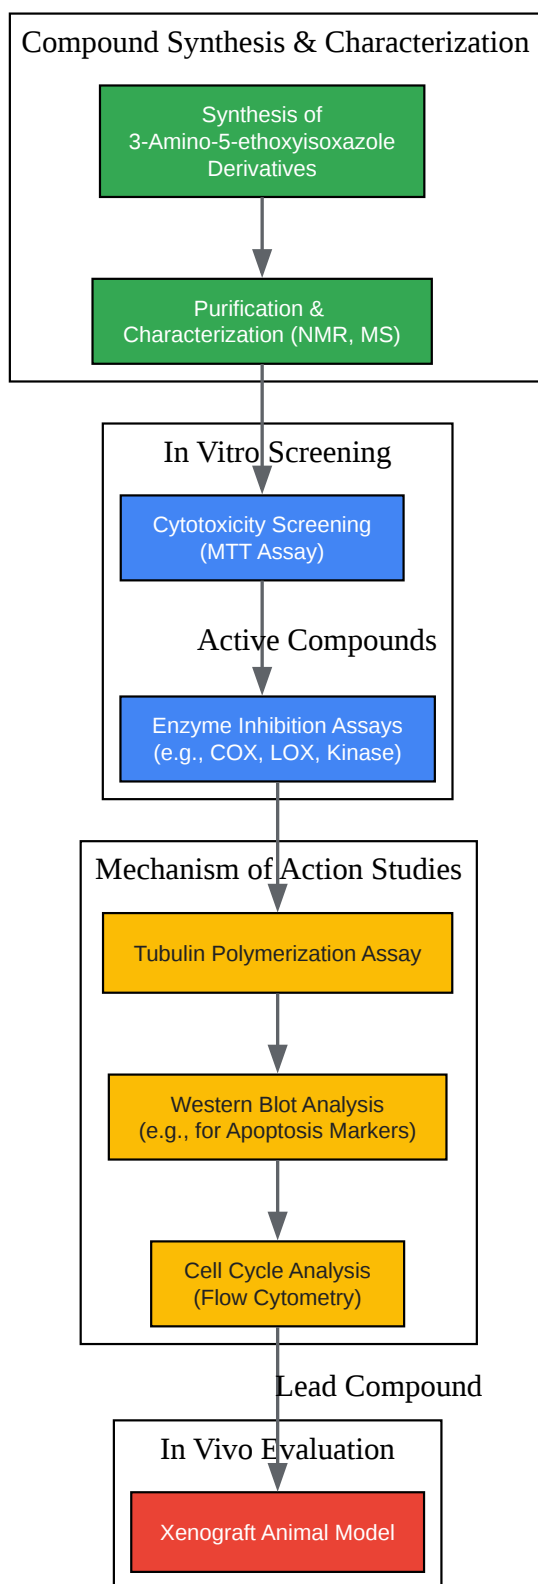 Compound Synthesis & Characterization
Synthesis of
3-Amino-5-ethoxyisoxazole
Derivatives
Purification &
Characterization (NMR, MS)
In Vitro Screening
Cytotoxicity Screening
(MTT Assay)
Active Compounds
Enzyme Inhibition Assays
(e.g., COX, LOX, Kinase)
Mechanism of Action Studies
Tubulin Polymerization Assay
Western Blot Analysis
(e.g., for Apoptosis Markers)
Cell Cycle Analysis
(Flow Cytometry)
Lead Compound
In Vivo Evaluation
Xenograft Animal Model